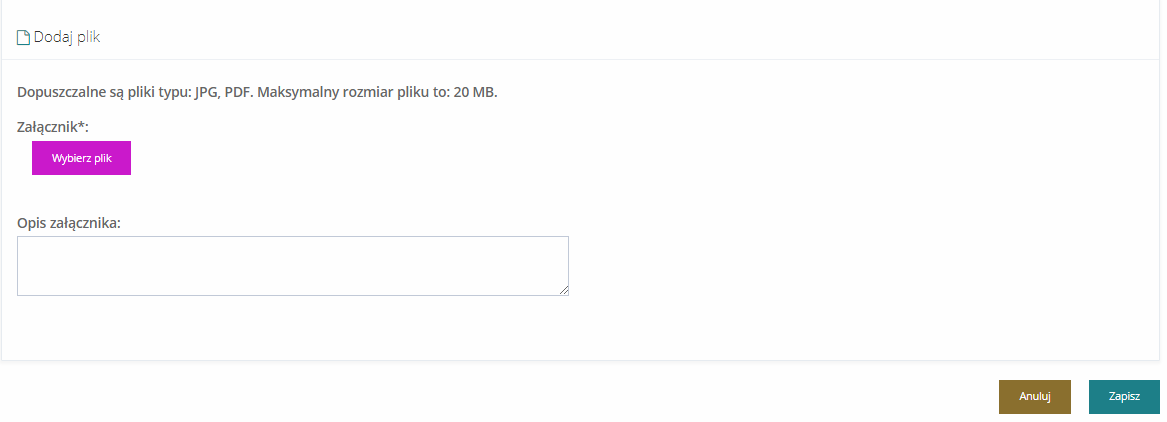 Dodaj plik
Dopuszczalne są pliki typu: JPG, PDF. Maksymalny rozmiar pliku to: 20 MB.
Załącznik*:
Wybierz plik
Opis załącznika:
Anuluj
Zapisz